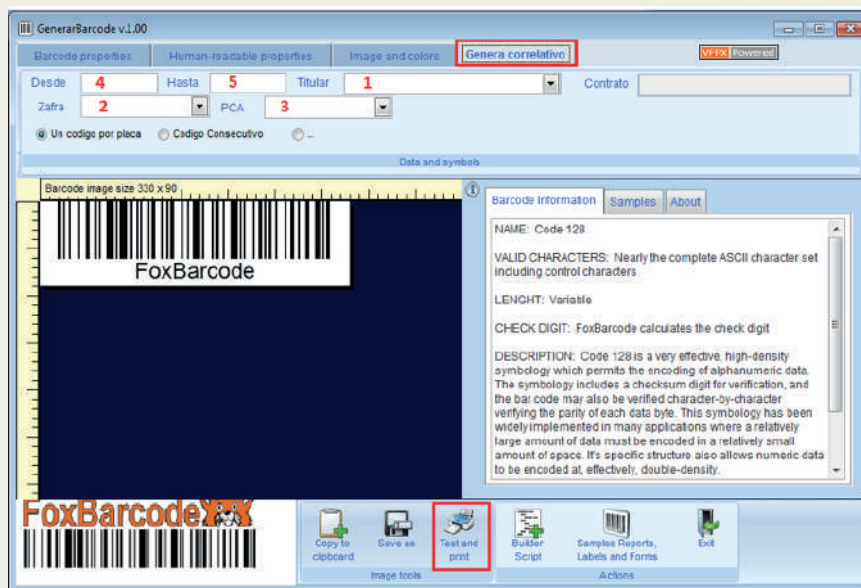 GenerarBarcode v.1.00
Barcode properties Human-readable properties Image and colors Genera correlativo VFPX Powered
Desde 4 Hasta 5 Titular 1 Contrato
Zafra 2 PCA 3
Un codigo por placa Codigo Consecutivo ..
Data and symbols
Barcode image size 330 x 90
FoxBarcode
Barcode Information Samples About
NAME: Code 128
VALID CHARACTERS: Nearly the complete ASCII character set
including control characters
LENGHT: Variable
CHECK DIGIT: FoxBarcode calculates the check digit
DESCRIPTION: Code 128 is a very effective, high-density
symbology which permits the encoding of alphanumeric data.
The symbology includes a checksum digit for verification, and
the bar code may also be verified character-by-character
verifying the parity of each data byte. This symbology has been
widely implemented in many applications where a relatively
large amount of data must be encoded in a relatively small
amount of space. It's specific structure also allows numeric data
to be encoded at, effectively, double-density.
FoxBarcode
Copy to
clipboard
Save as
Test and
print
Image tools
Builder
Script
Samples Reports,
Labels and Forms
Exit
Actions